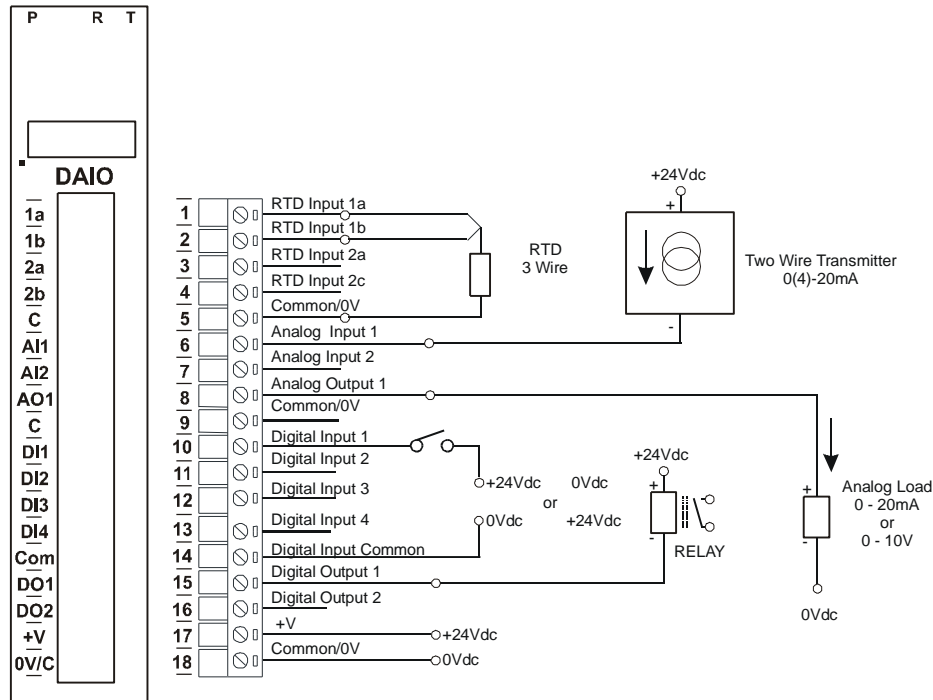 P R T
DAIO
1a
1b
2a
2b
C
AI1
AI2
AO1
C
DI1
DI2
DI3
DI4
Com
DO1
DO2
+V
0V/C
1 RTD Input 1a
2 RTD Input 1b
3 RTD Input 2a
4 RTD Input 2c
5 Common/0V
6 Analog Input 1
7 Analog Input 2
8 Analog Output 1
9 Common/0V
10 Digital Input 1
11 Digital Input 2
12 Digital Input 3
13 Digital Input 4
14 Digital Input Common
15 Digital Output 1
16 Digital Output 2
17 +V
18 Common/0V
RTD
3 Wire
+24Vdc
+
-
Two Wire Transmitter
0(4)-20mA
+24Vdc 0Vdc
or
0Vdc +24Vdc
+24Vdc
+
-
RELAY
+
-
Analog Load
0 - 20mA
or
0 - 10V
0Vdc
+24Vdc
0Vdc